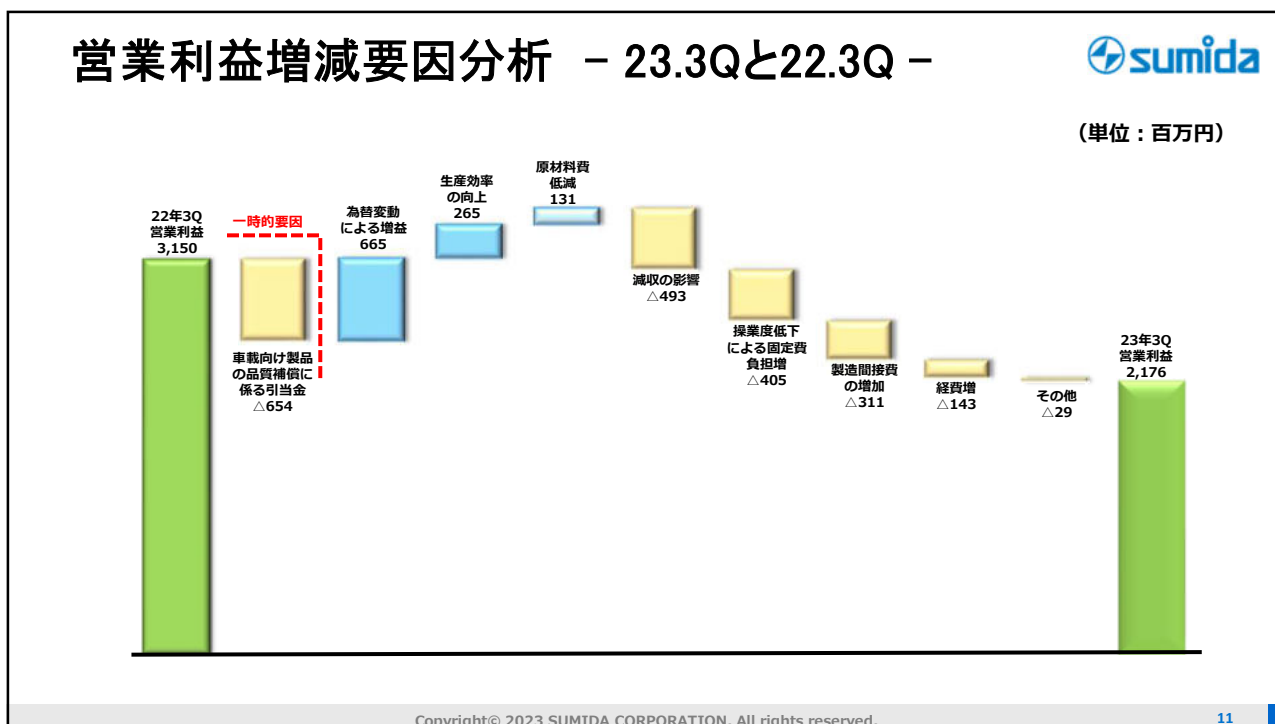 営業利益増減要因分析 － 23.3Qと22.3Q －
sumida
（単位：百万円）
22年3Q
営業利益
3,150
一時的要因
車載向け製品
の品質補償に
係る引当金
△654
為替変動
による増益
665
生産効率
の向上
265
原材料費
低減
131
減収の影響
△493
操業度低下
による固定費
負担増
△405
製造間接費
の増加
△311
経費増
△143
その他
△29
23年3Q
営業利益
2,176
Copyright© 2023 SUMIDA CORPORATION. All rights reserved.
11